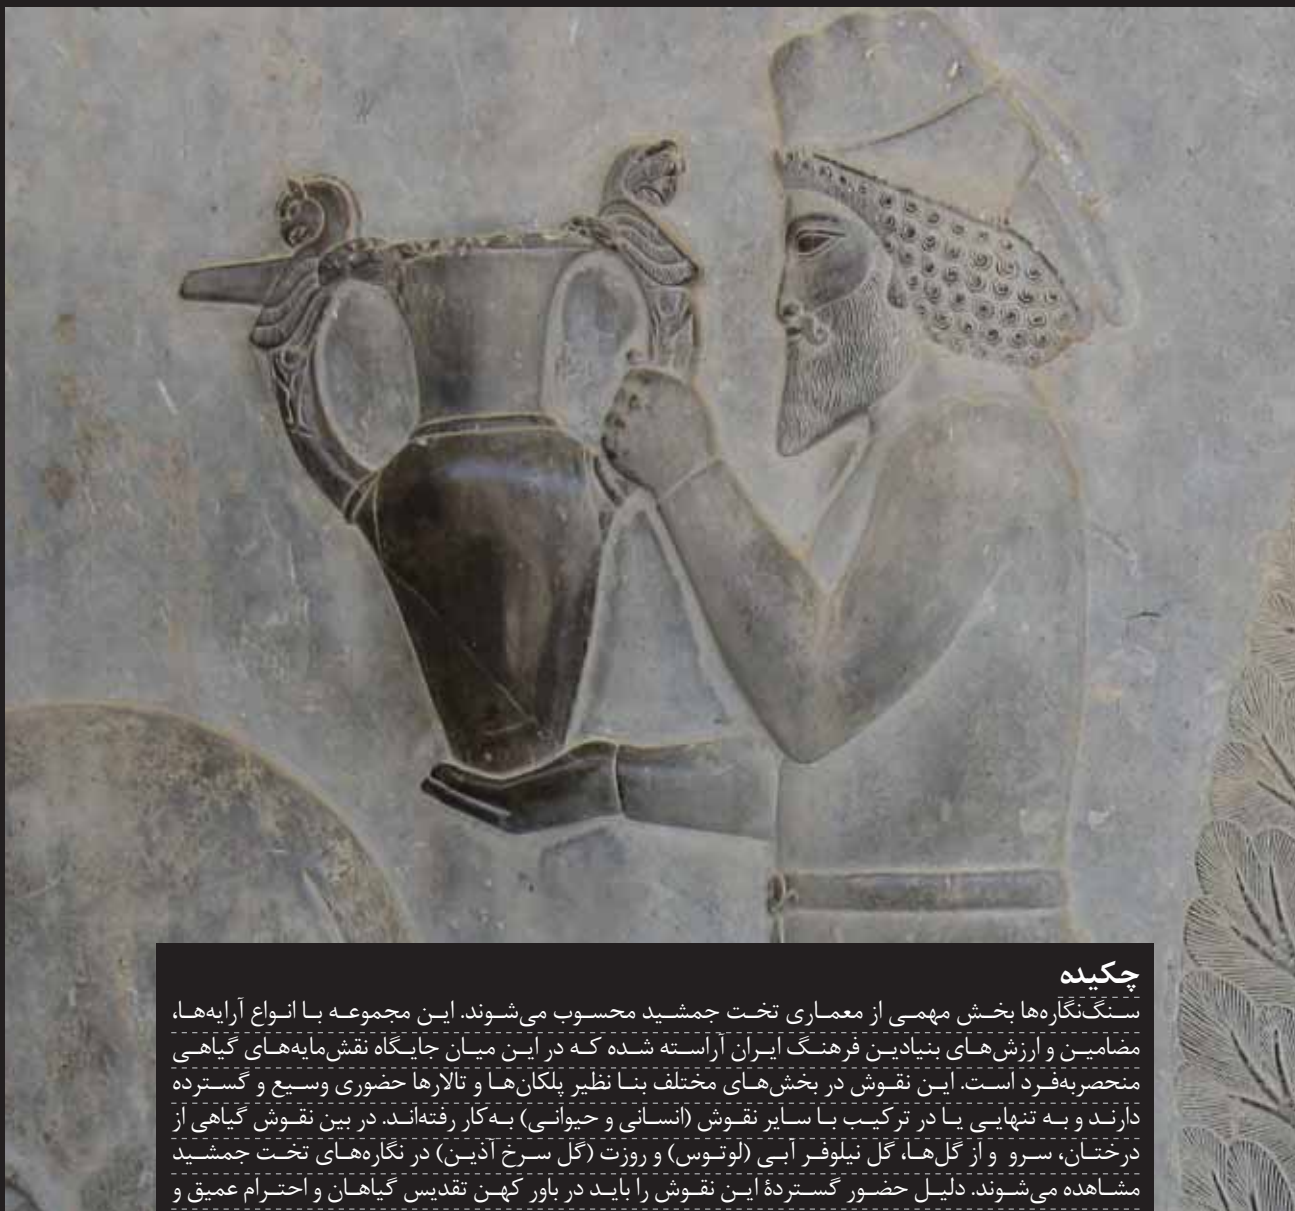 چکیده
سنگ‌نگاره‌ها بخش مهمی از معماری تخت جمشید محسوب می‌شوند. این مجموعه با انواع آرایه‌ها،
مضامین و ارزش‌های بنیادین فرهنگ ایران آراسته شده که در این میان جایگاه نقش‌مایه‌های گیاهی
منحصربه‌فرد است. این نقوش در بخش‌های مختلف بنا نظیر پلکان‌ها و تالارها حضوری وسیع و گسترده
دارند و به تنهایی یا در ترکیب با سایر نقوش (انسانی و حیوانی) به‌کار رفته‌اند. در بین نقوش گیاهی از
درختان، سرو و از گل‌ها، گل نیلوفر آبی (لوتوس) و روزت (گل سرخ آذین) در نگاره‌های تخت جمشید
مشاهده می‌شوند. دلیل حضور گستردهٔ این نقوش را باید در باور کهن تقدیس گیاهان و احترام عمیق و